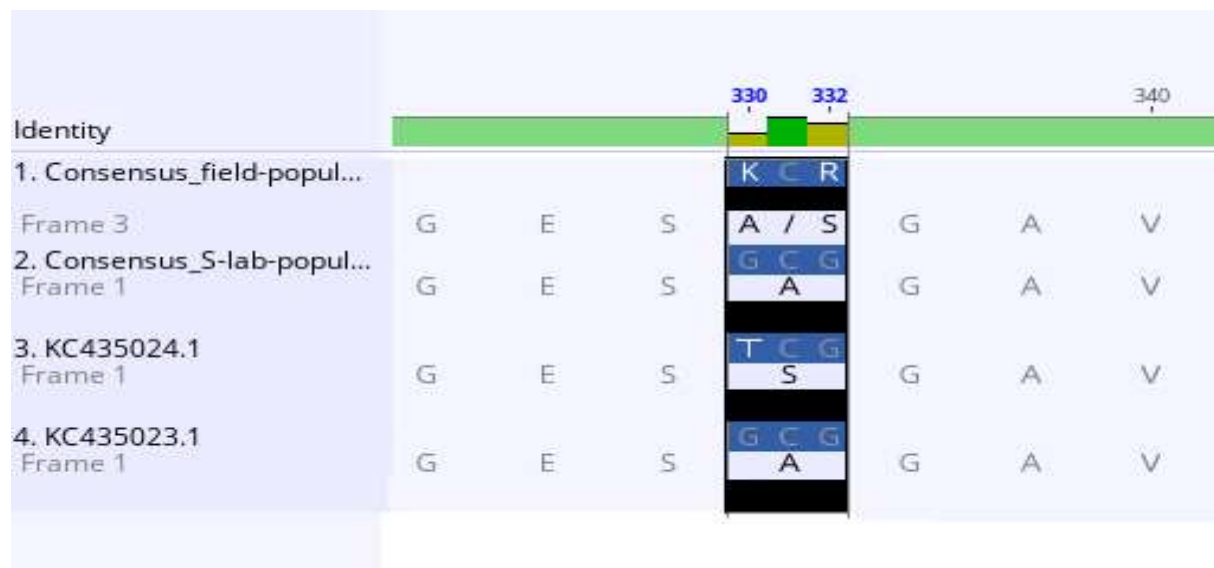 330 332 340
Identity
1. Consensus_field-popul...
K C R
Frame 3 G E S A / S G A V
2. Consensus_S-lab-popul...
G C G
Frame 1 G E S A G A V
3. KC435024.1
T C G
Frame 1 G E S S G A V
4. KC435023.1
G C G
Frame 1 G E S A G A V